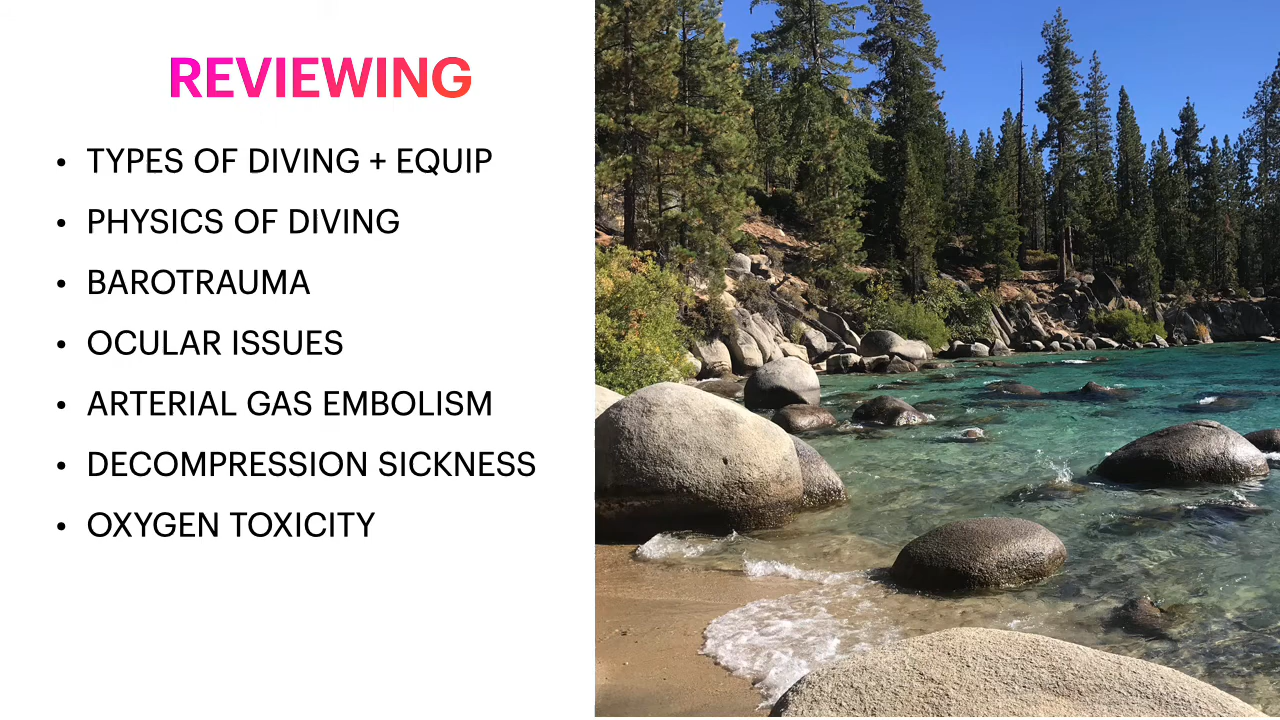 REVIEWING
• TYPES OF DIVING + EQUIP
• PHYSICS OF DIVING
• BAROTRAUMA
• OCULAR ISSUES
• ARTERIAL GAS EMBOLISM
• DECOMPRESSION SICKNESS
• OXYGEN TOXICITY